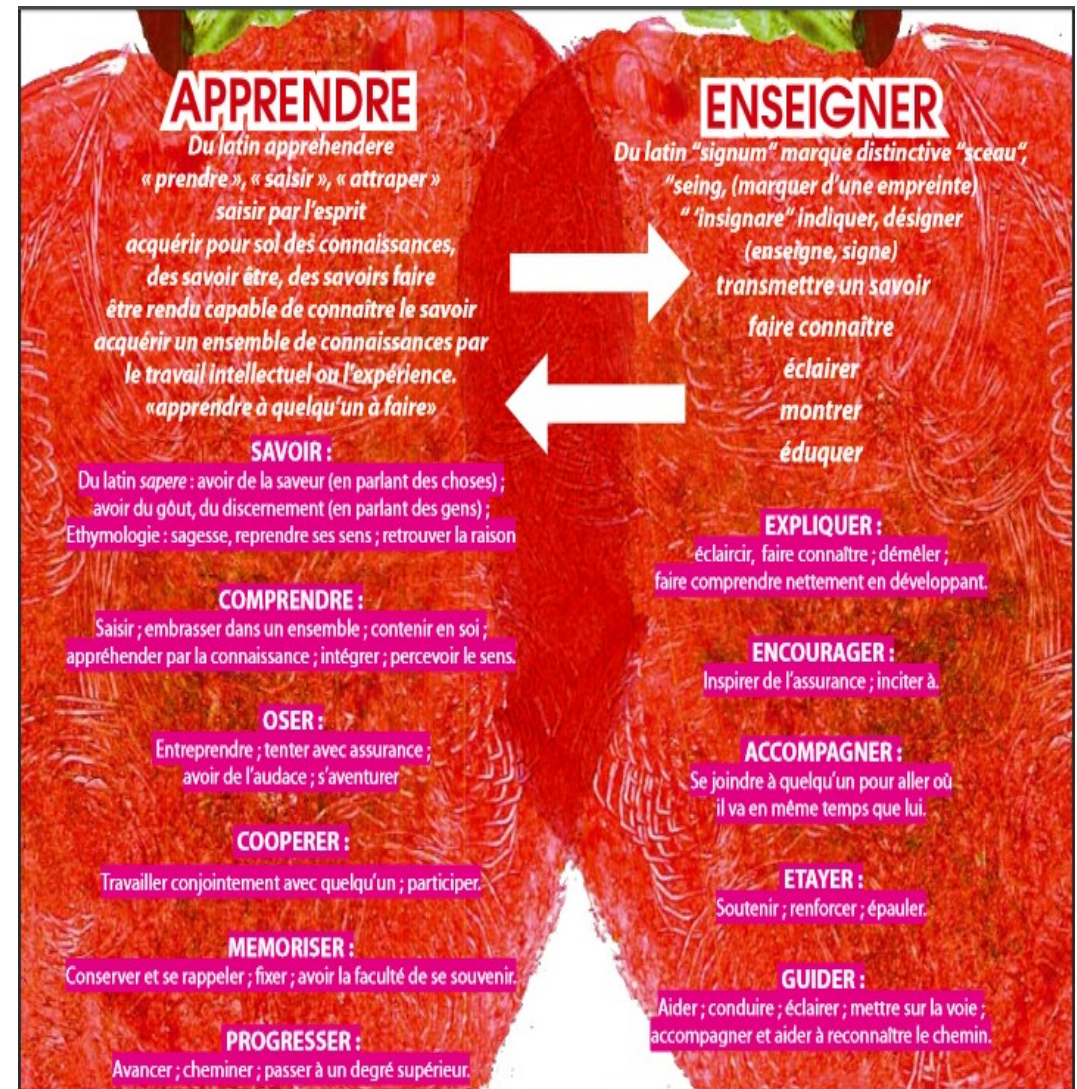 APPRENDRE
Du latin apprehendere
« prendre », « saisir », « attraper »
saisir par l'esprit
acquérir pour soI des connaissances,
des savoir être, des savoirs faire
être rendu capable de connaître le savoir
acquérir un ensemble de connaissances par
le travail intellectuel ou l'expérience.
«apprendre à quelqu'un à faire»
SAVOIR :
Du latin sapere : avoir de la saveur (en parlant des choses) ;
avoir du goût, du discernement (en parlant des gens) ;
Ethymologie : sagesse, reprendre ses sens ; retrouver la raison
COMPRENDRE :
Saisir ; embrasser dans un ensemble ; contenir en soi ;
appréhender par la connaissance ; intégrer ; percevoir le sens.
OSER :
Entreprendre ; tenter avec assurance ;
avoir de l'audace ; s'aventurer
COOPERER :
Travailler conjointement avec quelqu'un ; participer.
MEMORISER :
Conserver et se rappeler ; fixer ; avoir la faculté de se souvenir.
PROGRESSER :
Avancer ; cheminer ; passer à un degré supérieur.
ENSEIGNER
Du latin "signum" marque distinctive "sceau",
"seing, (marquer d'une empreinte)
" 'insignare" indiquer, désigner
(enseigne, signe)
transmettre un savoir
faire connaître
éclairer
montrer
éduquer
EXPLIQUER :
éclaircir, faire connaître ; démêler ;
faire comprendre nettement en développant.
ENCOURAGER :
Inspirer de l'assurance ; inciter à.
ACCOMPAGNER :
Se joindre à quelqu'un pour aller où
il va en même temps que lui.
ETAYER :
Soutenir ; renforcer ; épauler.
GUIDER :
Aider ; conduire ; éclairer ; mettre sur la voie ;
accompagner et aider à reconnaître le chemin.